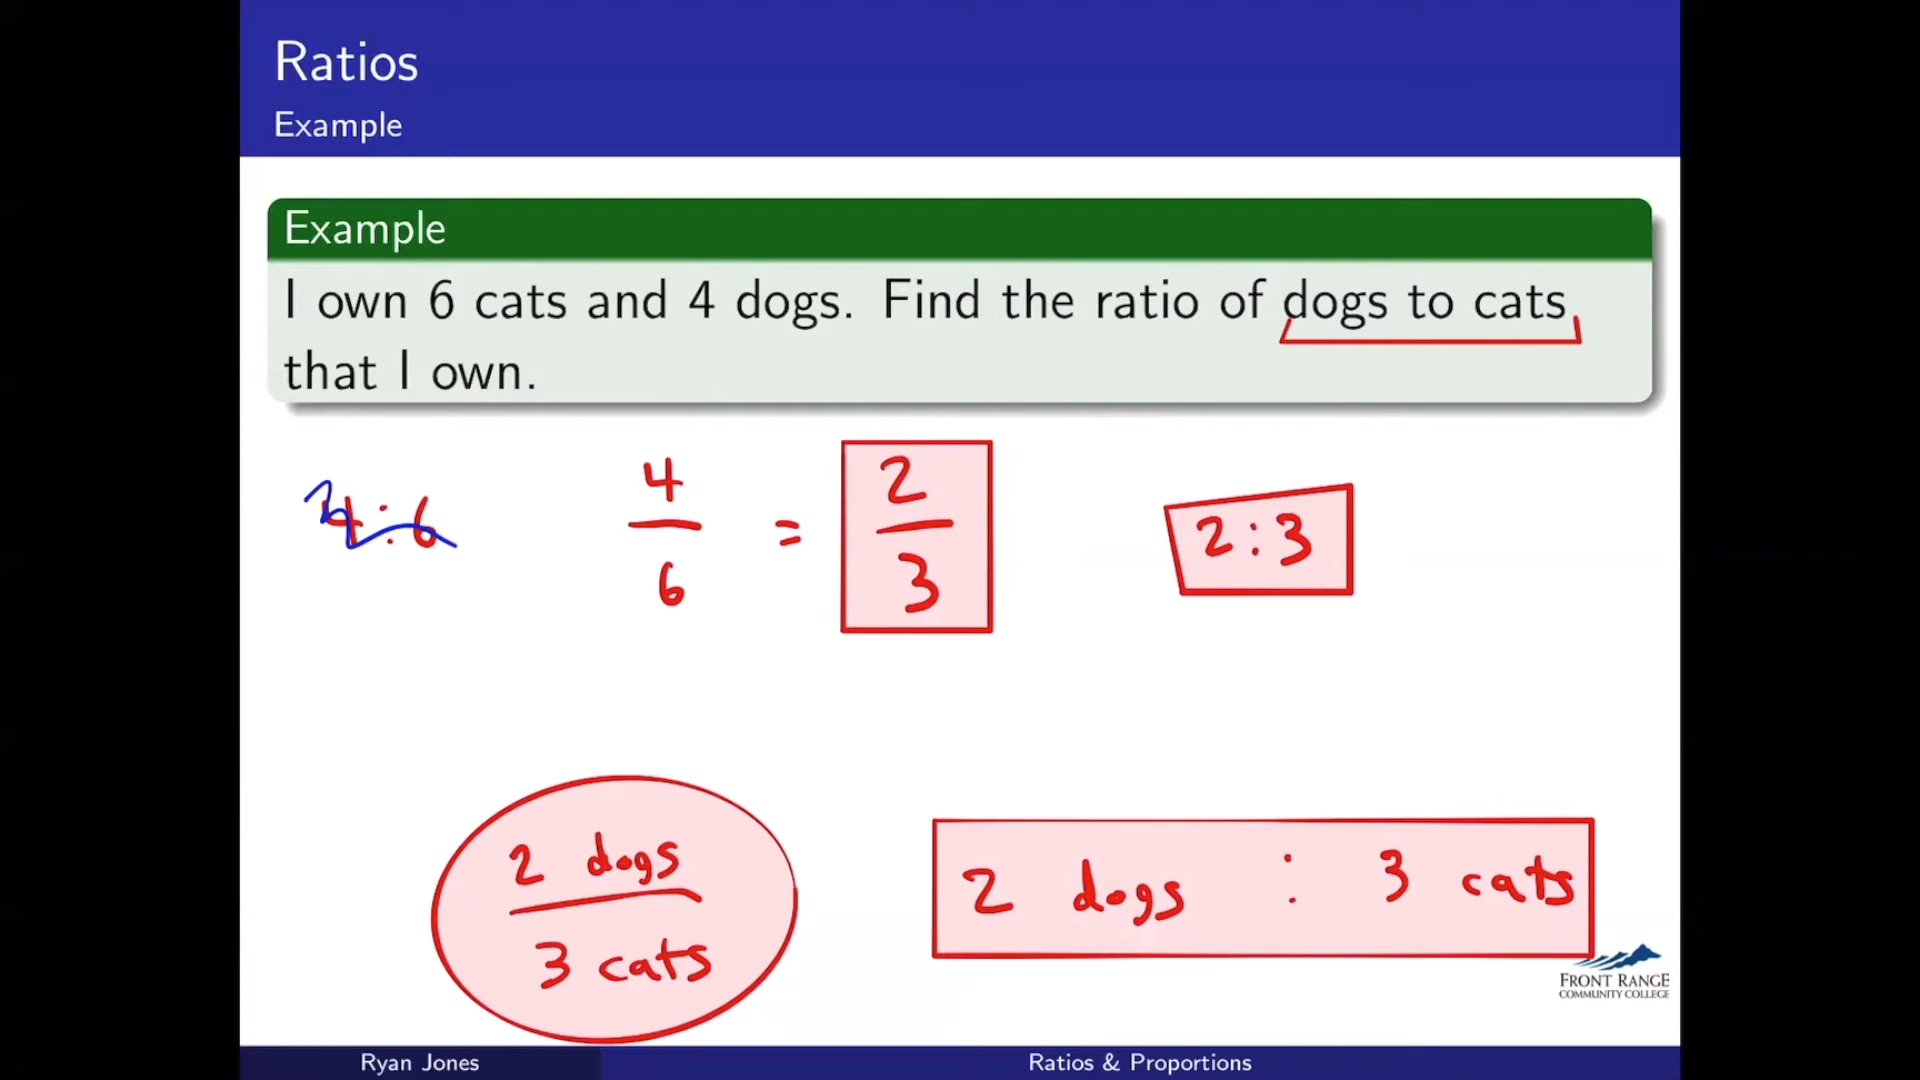 Ratios
Example
Example
I own 6 cats and 4 dogs. Find the ratio of dogs to cats
that I own.
4:6
4
6
=
2
3
2:3
2 dogs
3 cats
2 dogs : 3 cats
FRONT RANGE
COMMUNITY COLLEGE
Ryan Jones
Ratios & Proportions